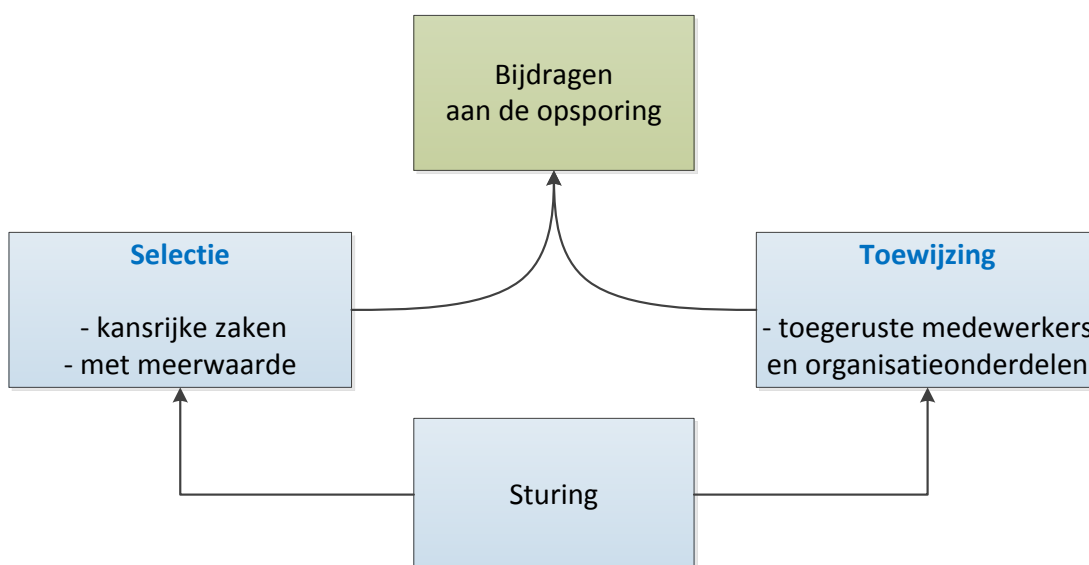 Bijdragen
aan de opsporing
Selectie
- kansrijke zaken
- met meerwaarde
Toewijzing
- toegeruste medewerkers
en organisatieonderdelen
Sturing